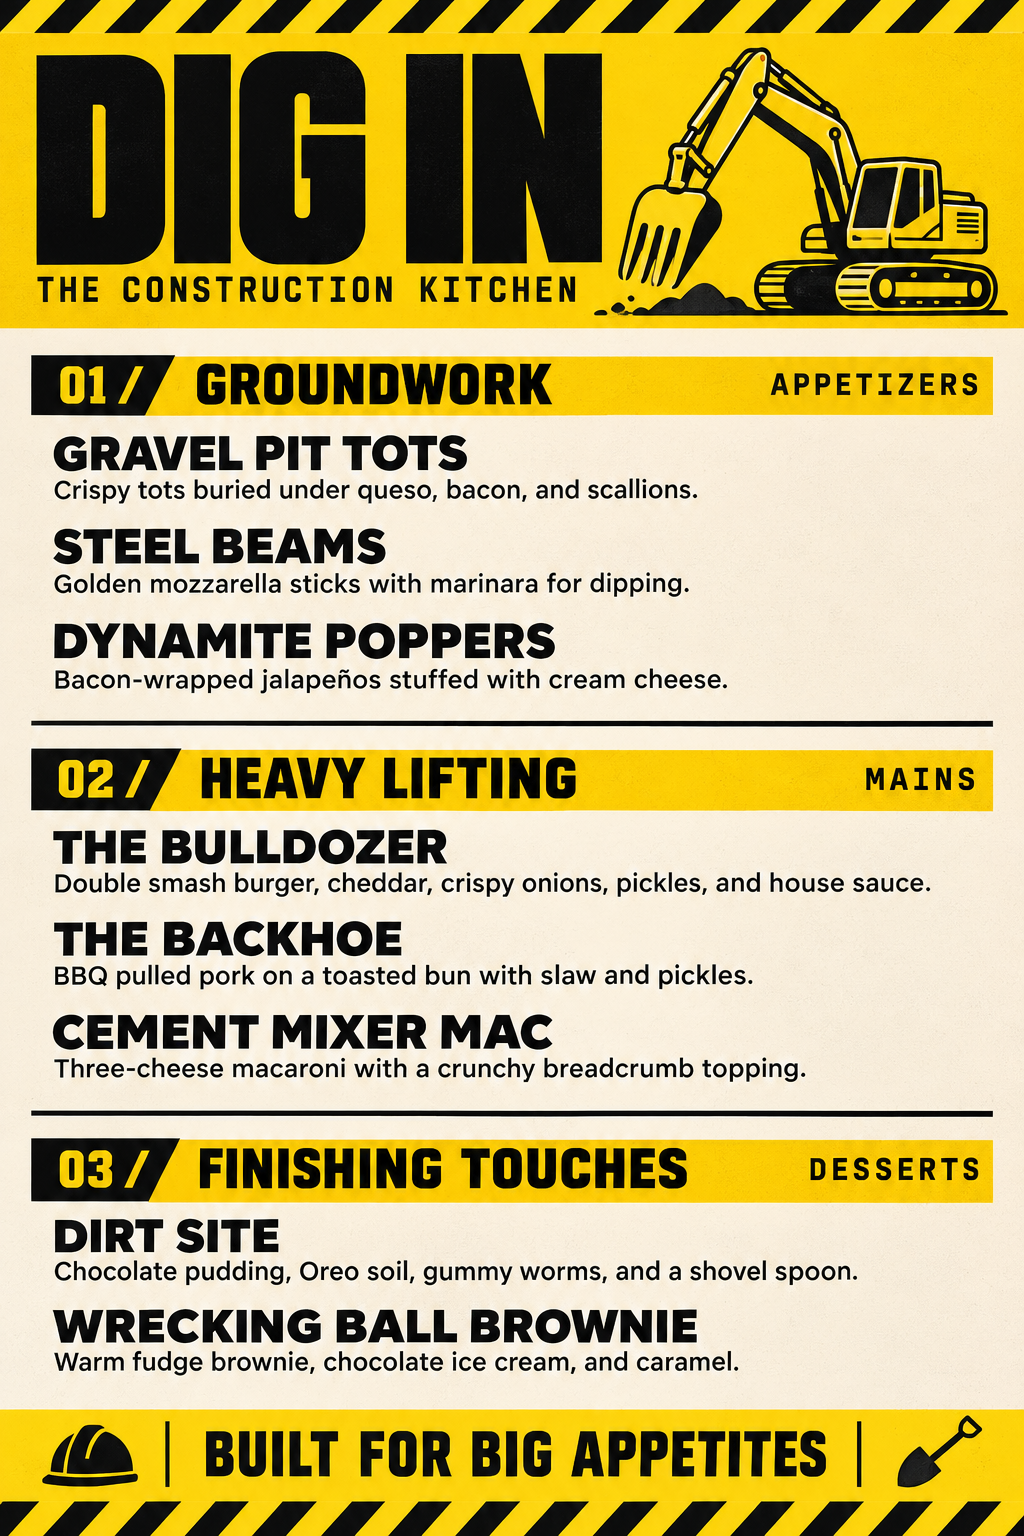 DIG IN
THE CONSTRUCTION KITCHEN
01 / GROUNDWORK APPETIZERS
GRAVEL PIT TOTS
Crispy tots buried under queso, bacon, and scallions.
STEEL BEAMS
Golden mozzarella sticks with marinara for dipping.
DYNAMITE POPPERS
Bacon-wrapped jalapeños stuffed with cream cheese.
02 / HEAVY LIFTING MAINS
THE BULLDOZER
Double smash burger, cheddar, crispy onions, pickles, and house sauce.
THE BACKHOE
BBQ pulled pork on a toasted bun with slaw and pickles.
CEMENT MIXER MAC
Three-cheese macaroni with a crunchy breadcrumb topping.
03 / FINISHING TOUCHES DESSERTS
DIRT SITE
Chocolate pudding, Oreo soil, gummy worms, and a shovel spoon.
WRECKING BALL BROWNIE
Warm fudge brownie, chocolate ice cream, and caramel.
BUILT FOR BIG APPETITES